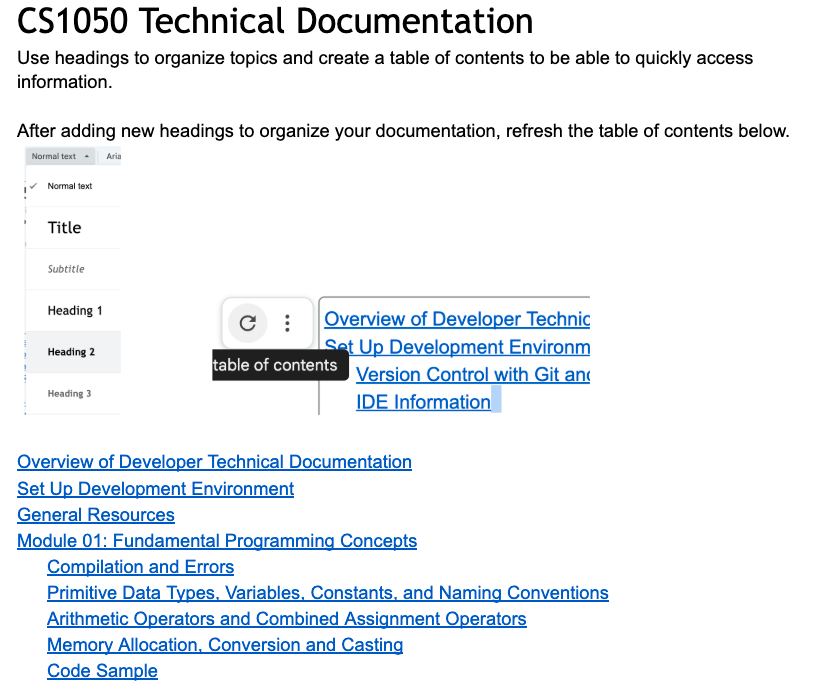 CS1050 Technical Documentation
Use headings to organize topics and create a table of contents to be able to quickly access
information.
After adding new headings to organize your documentation, refresh the table of contents below.
Normal text Aria
Normal text
Title
Subtitle
Heading 1
Heading 2
Heading 3
Overview of Developer Technic
Set Up Development Environm
table of contents
Version Control with Git and
IDE Information
Overview of Developer Technical Documentation
Set Up Development Environment
General Resources
Module 01: Fundamental Programming Concepts
Compilation and Errors
Primitive Data Types, Variables, Constants, and Naming Conventions
Arithmetic Operators and Combined Assignment Operators
Memory Allocation, Conversion and Casting
Code Sample